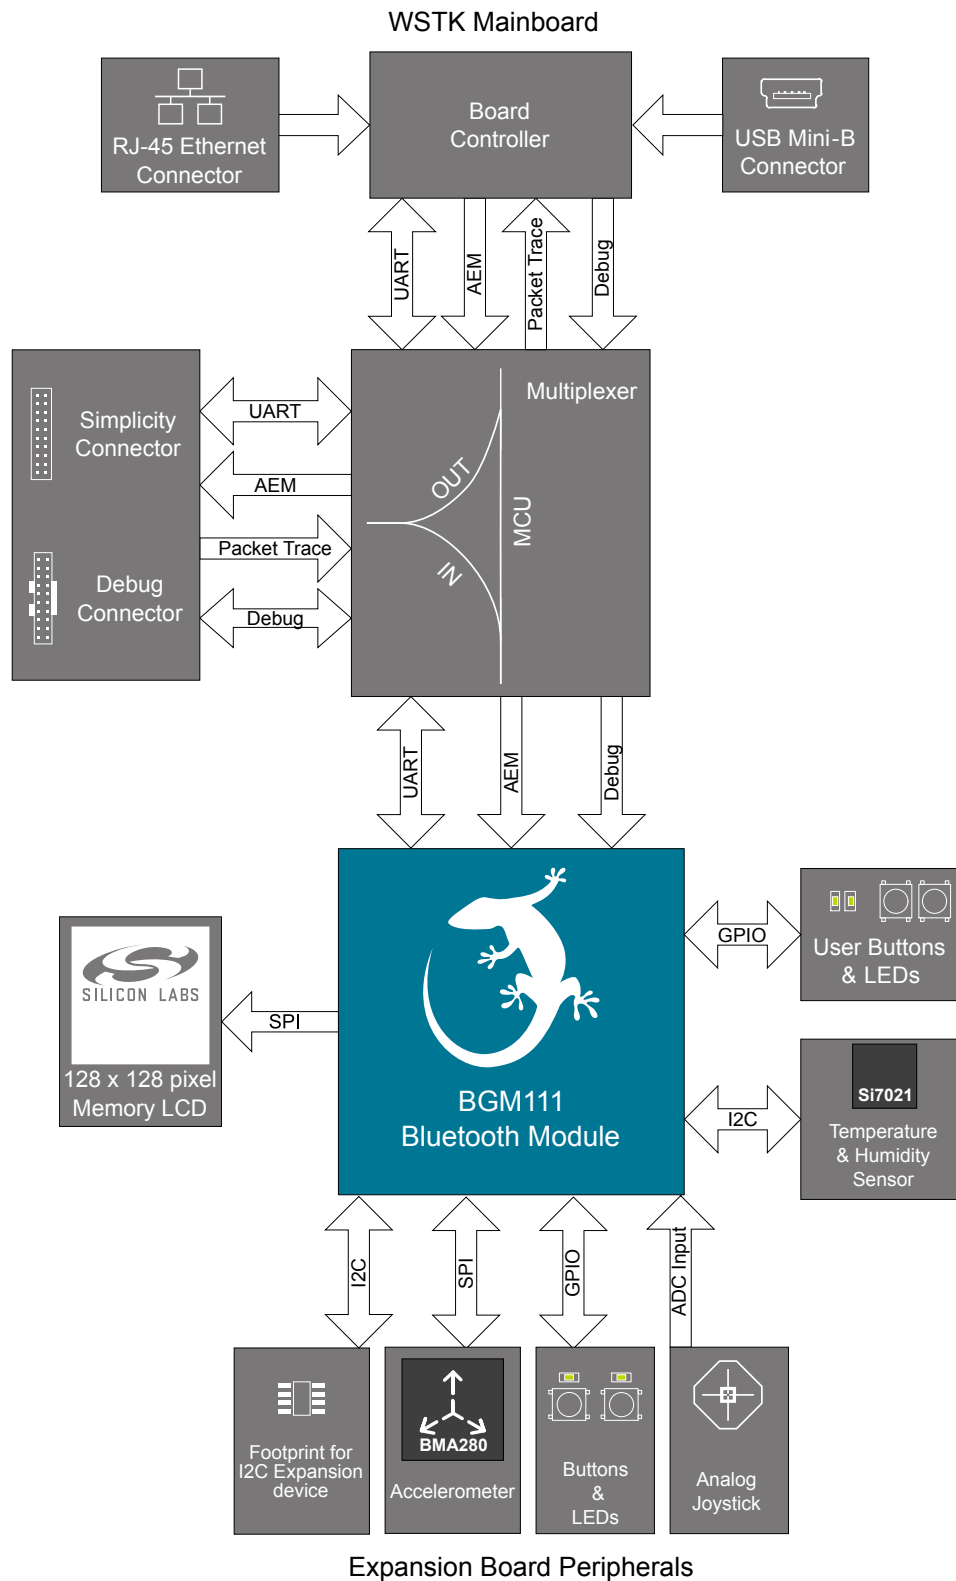 WSTK Mainboard
RJ-45 Ethernet
Connector
Board
Controller
USB Mini-B
Connector
UART
AEM
Packet Trace
Debug
Simplicity
Connector
Debug
Connector
UART
AEM
Packet Trace
Debug
Multiplexer
OUT
IN
MCU
UART
AEM
Debug
SILICON LABS
128 x 128 pixel
Memory LCD
SPI
BGM111
Bluetooth Module
GPIO
User Buttons
& LEDs
I2C
Si7021
Temperature
& Humidity
Sensor
I2C
SPI
GPIO
ADC Input
Footprint for
I2C Expansion
device
BMA280
Accelerometer
Buttons
&
LEDs
Analog
Joystick
Expansion Board Peripherals